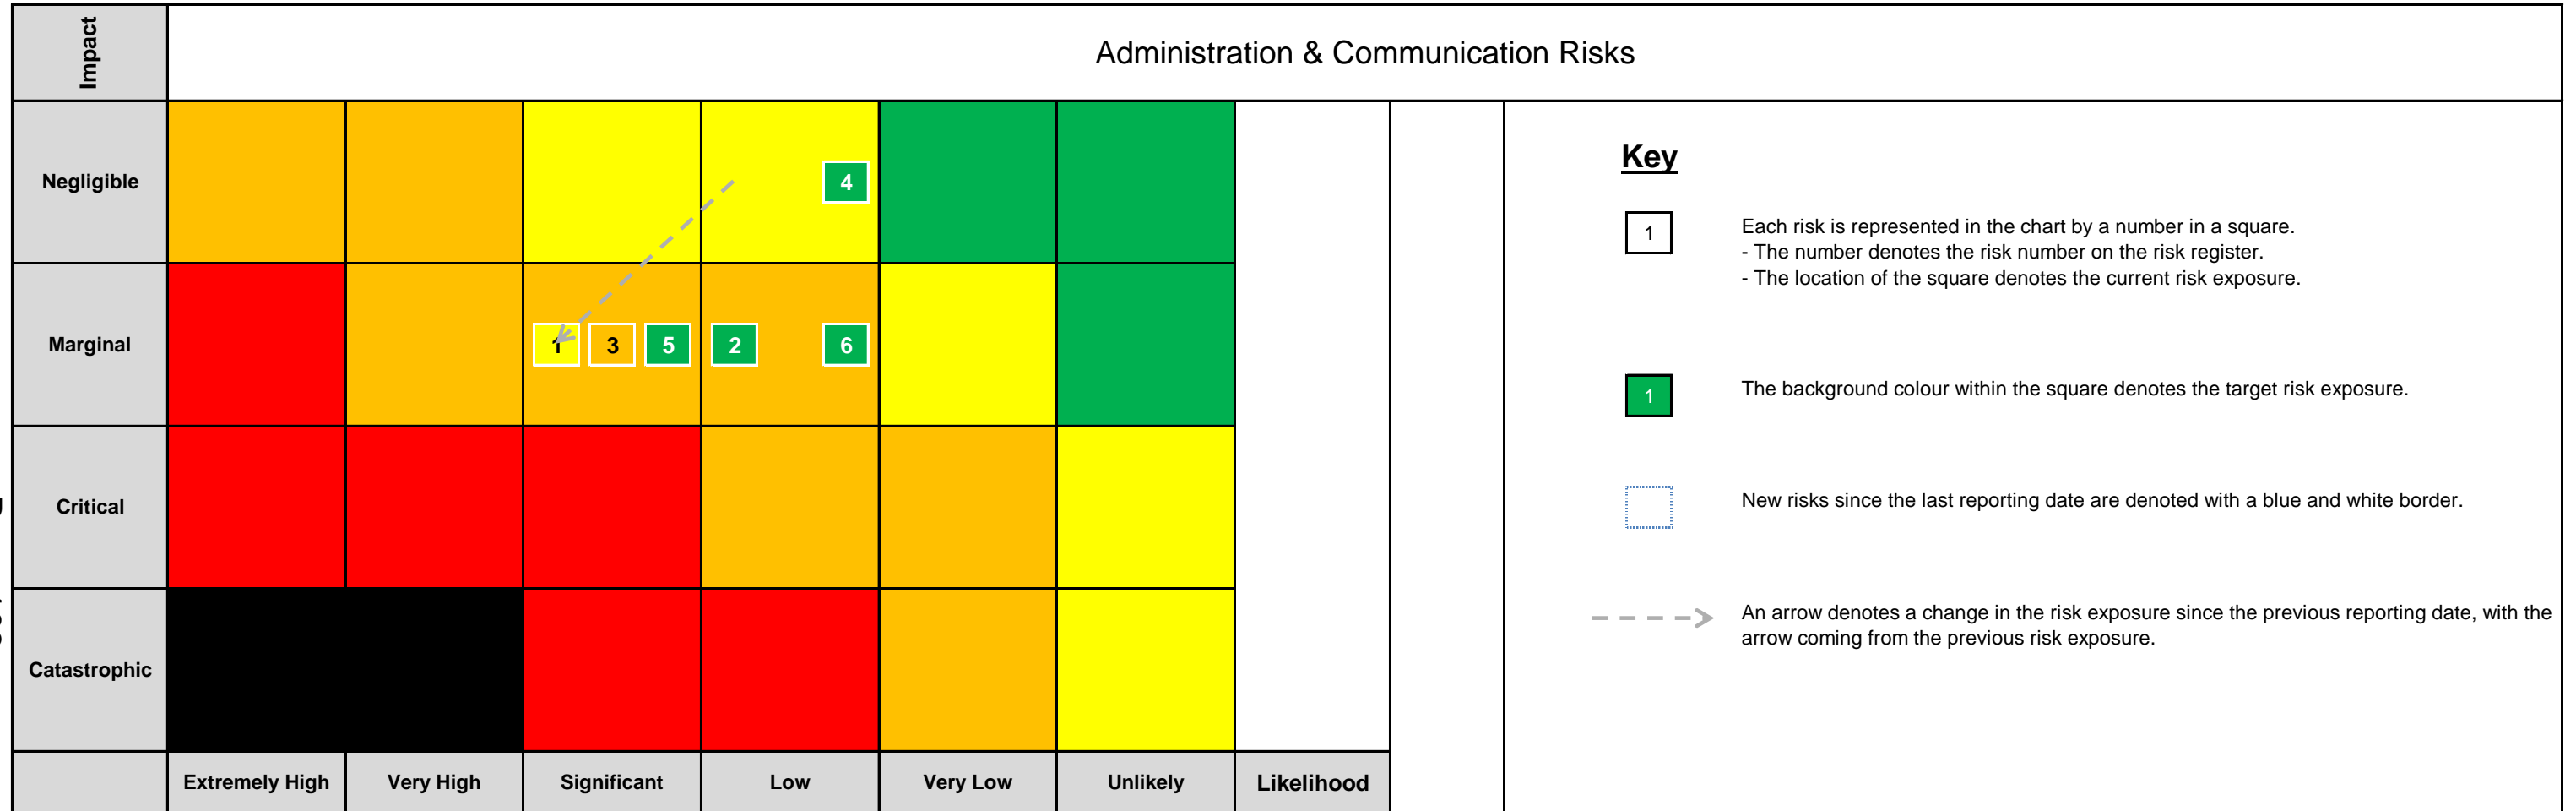 Impact
Administration & Communication Risks
Negligible
4
Marginal
1
3
5
2
6
Critical
Catastrophic
Extremely High
Very High
Significant
Low
Very Low
Unlikely
Likelihood
Key
1
Each risk is represented in the chart by a number in a square.
- The number denotes the risk number on the risk register.
- The location of the square denotes the current risk exposure.
1
The background colour within the square denotes the target risk exposure.
New risks since the last reporting date are denoted with a blue and white border.
An arrow denotes a change in the risk exposure since the previous reporting date, with the
arrow coming from the previous risk exposure.